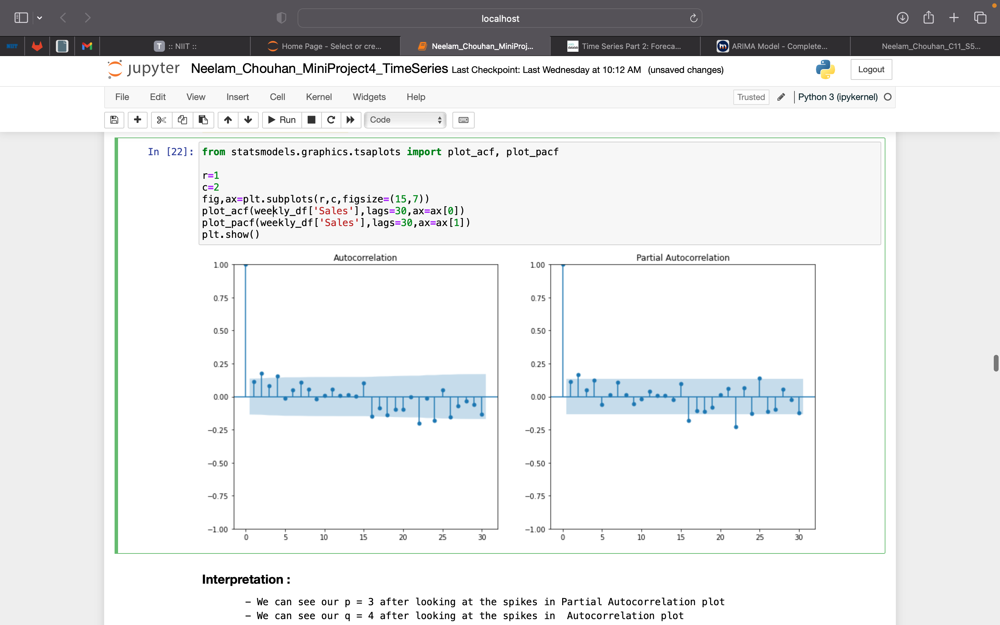 localhost
NIIT
T :: NIIT ::
Home Page - Select or cre...
Neelam_Chouhan_MiniProj...
mkb datalab Time Series Part 2: Foreca...
m ARIMA Model - Complete...
Neelam_Chouhan_C11_S5...
jupyter Neelam_Chouhan_MiniProject4_TimeSeries Last Checkpoint: Last Wednesday at 10:12 AM (unsaved changes)
Logout
File Edit View Insert Cell Kernel Widgets Help
Trusted Python 3 (ipykernel)
Run Code
In [22]: from statsmodels.graphics.tsaplots import plot_acf, plot_pacf
r=1
c=2
fig,ax=plt.subplots(r,c,figsize=(15,7))
plot_acf(weekly_df['Sales'],lags=30,ax=ax[0])
plot_pacf(weekly_df['Sales'],lags=30,ax=ax[1])
plt.show()
Autocorrelation
1.00
0.75
0.50
0.25
0.00
−0.25
−0.50
−0.75
−1.00
0 5 10 15 20 25 30
Partial Autocorrelation
1.00
0.75
0.50
0.25
0.00
−0.25
−0.50
−0.75
−1.00
0 5 10 15 20 25 30
Interpretation :
– We can see our p = 3 after looking at the spikes in Partial Autocorrelation plot
– We can see our q = 4 after looking at the spikes in  Autocorrelation plot